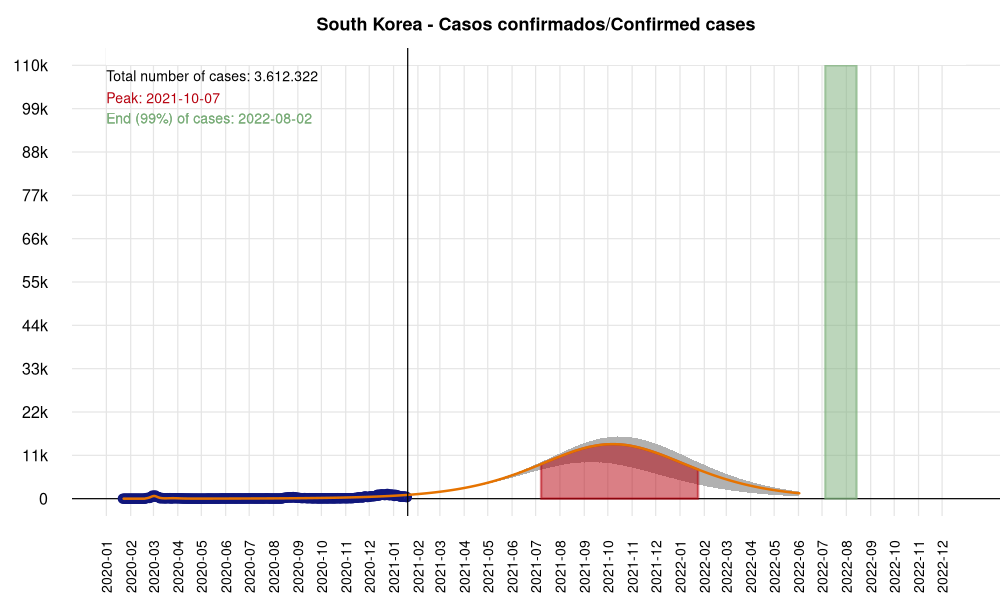 South Korea - Casos confirmados/Confirmed cases
Total number of cases: 3.612.322
Peak: 2021-10-07
End (99%) of cases: 2022-08-02
110k
99k
88k
77k
66k
55k
44k
33k
22k
11k
0
2020-01
2020-02
2020-03
2020-04
2020-05
2020-06
2020-07
2020-08
2020-09
2020-10
2020-11
2020-12
2021-01
2021-03
2021-03
2021-04
2021-05
2021-06
2021-07
2021-08
2021-09
2021-10
2021-11
2021-12
2022-01
2022-02
2022-03
2022-04
2022-05
2022-06
2022-07
2022-08
2022-09
2022-10
2022-11
2022-12